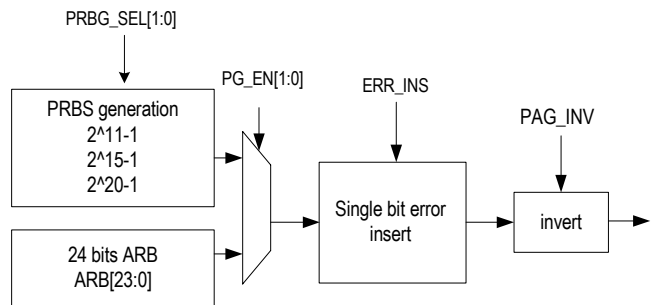 PRBG_SEL[1:0]
PG_EN[1:0]
ERR_INS
PAG_INV
PRBS generation
2^11-1
2^15-1
2^20-1
Single bit error
insert
invert
24 bits ARB
ARB[23:0]